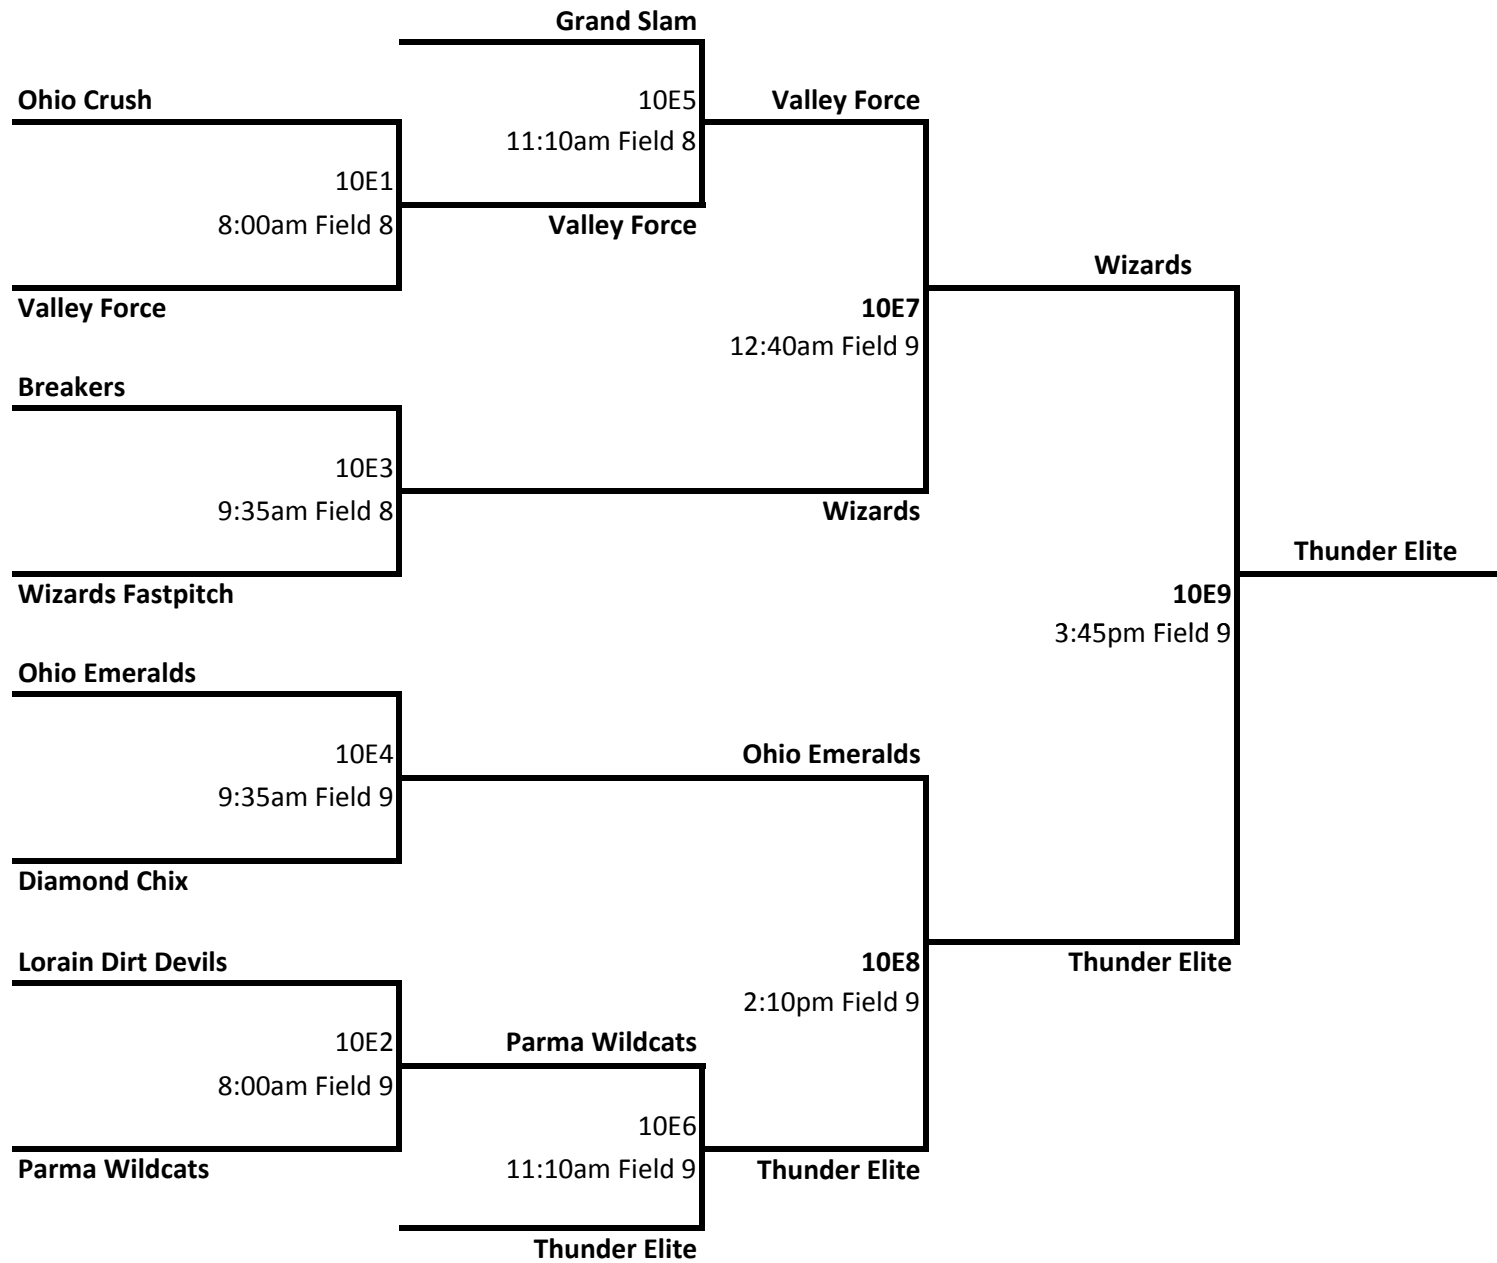 Grand Slam
Ohio Crush
10E5
Valley Force
11:10am Field 8
10E1
8:00am Field 8
Valley Force
Wizards
Valley Force
10E7
12:40am Field 9
Breakers
10E3
9:35am Field 8
Wizards
Thunder Elite
Wizards Fastpitch
10E9
3:45pm Field 9
Ohio Emeralds
10E4
Ohio Emeralds
9:35am Field 9
Diamond Chix
Lorain Dirt Devils
10E8
Thunder Elite
2:10pm Field 9
10E2
Parma Wildcats
8:00am Field 9
10E6
Parma Wildcats
11:10am Field 9
Thunder Elite
Thunder Elite